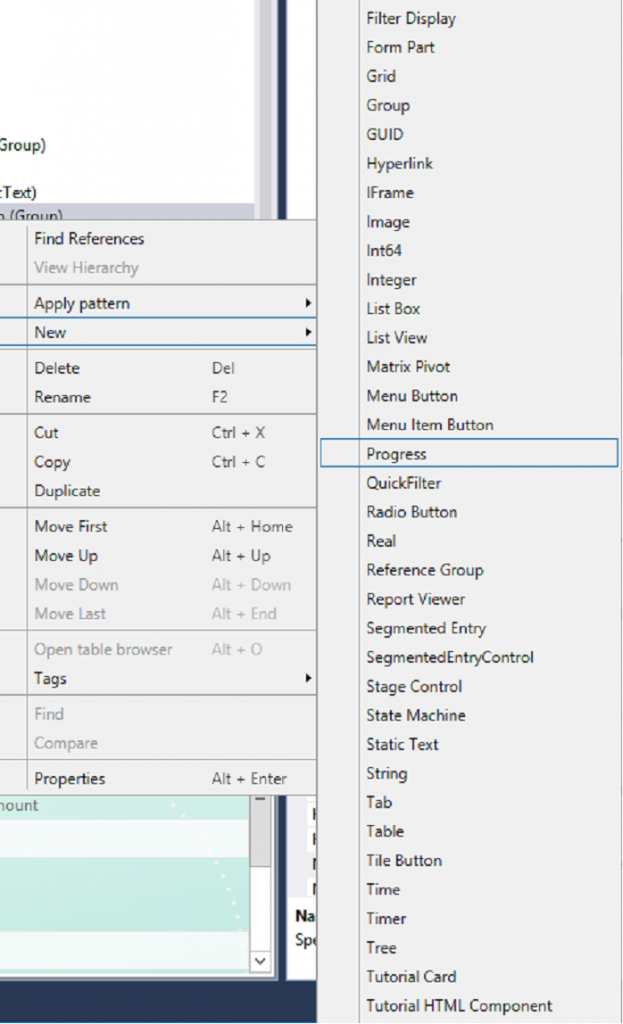 Group)
:Text)
(Group)
Find References
View Hierarchy
Apply pattern
New
Delete Del
Rename F2
Cut Ctrl + X
Copy Ctrl + C
Duplicate
Move First Alt + Home
Move Up Alt + Up
Move Down Alt + Down
Move Last Alt + End
Open table browser Alt + O
Tags
Find
Compare
Properties Alt + Enter
nount
Na
Spe
Filter Display
Form Part
Grid
Group
GUID
Hyperlink
IFrame
Image
Int64
Integer
List Box
List View
Matrix Pivot
Menu Button
Menu Item Button
Progress
QuickFilter
Radio Button
Real
Reference Group
Report Viewer
Segmented Entry
SegmentedEntryControl
Stage Control
State Machine
Static Text
String
Tab
Table
Tile Button
Time
Timer
Tree
Tutorial Card
Tutorial HTML Component